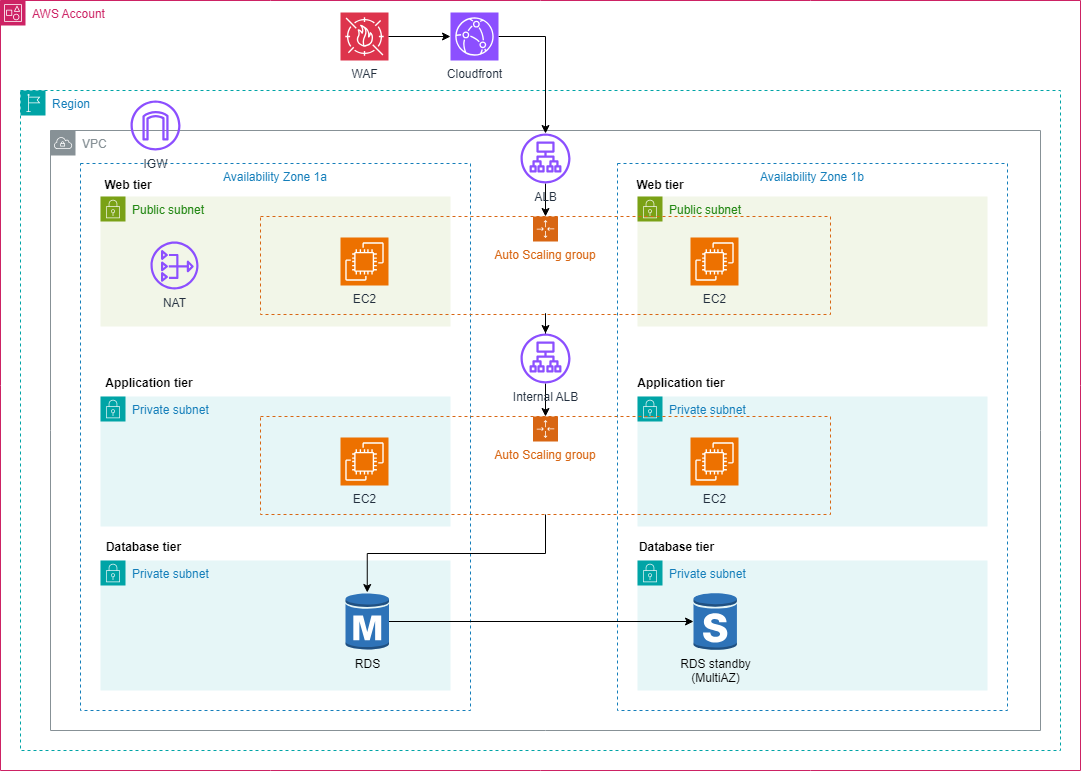 AWS Account
WAF
Cloudfront
Region
VPC
IGW
ALB
Availability Zone 1a
Availability Zone 1b
Web tier
Web tier
Public subnet
Public subnet
Auto Scaling group
NAT
EC2
EC2
Internal ALB
Application tier
Application tier
Private subnet
Private subnet
Auto Scaling group
EC2
EC2
Database tier
Database tier
Private subnet
Private subnet
M
S
RDS
RDS standby
(MultiAZ)